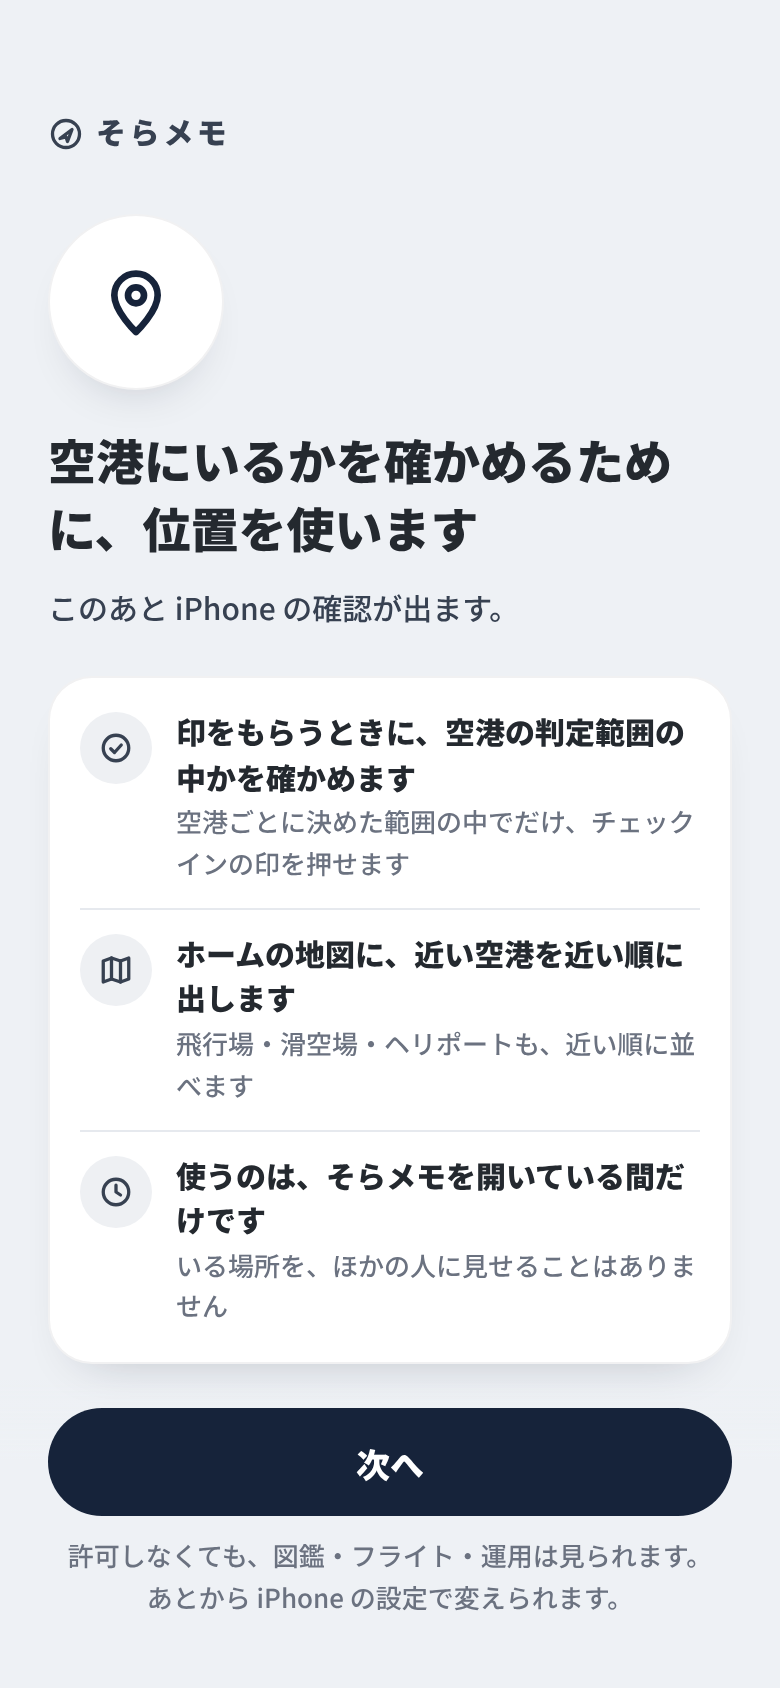 そらメモ
空港にいるかを確かめるため
に、位置を使います
このあと iPhone の確認が出ます。
印をもらうときに、空港の判定範囲の
中かを確かめます
空港ごとに決めた範囲の中でだけ、チェック
インの印を押せます
ホームの地図に、近い空港を近い順に
出します
飛行場・滑空場・ヘリポートも、近い順に並
べます
使うのは、そらメモを開いている間だ
けです
いる場所を、ほかの人に見せることはありま
せん
次へ
許可しなくても、図鑑・フライト・運用は見られます。
あとから iPhone の設定で変えられます。